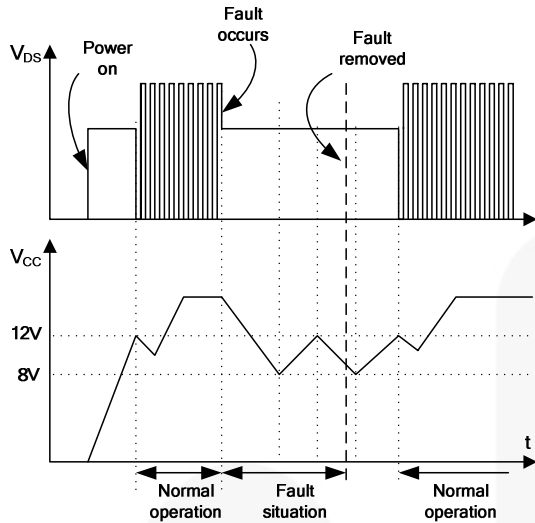 Fault
occurs
VDS
Power
on
Fault
removed
VCC
12V
8V
t
Normal
operation
Fault
situation
Normal
operation